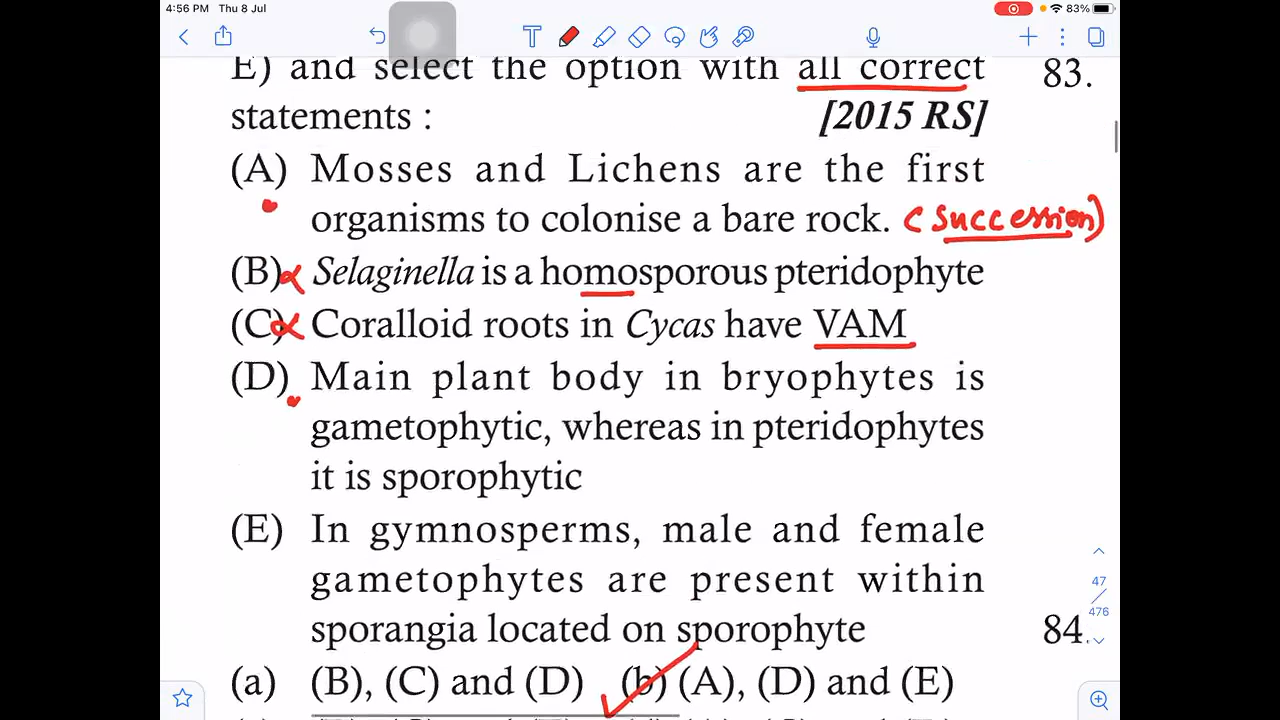 4:56 PM Thu 8 Jul
83%
T
E) and select the option with all correct 83.
statements : [2015 RS]
(A) Mosses and Lichens are the first
organisms to colonise a bare rock. (succession)
(B) Selaginella is a homosporous pteridophyte
(C) Coralloid roots in Cycas have VAM
(D) Main plant body in bryophytes is
gametophytic, whereas in pteridophytes
it is sporophytic
(E) In gymnosperms, male and female
gametophytes are present within
sporangia located on sporophyte 84.
47
476
(a) (B), (C) and (D) (b) (A), (D) and (E)